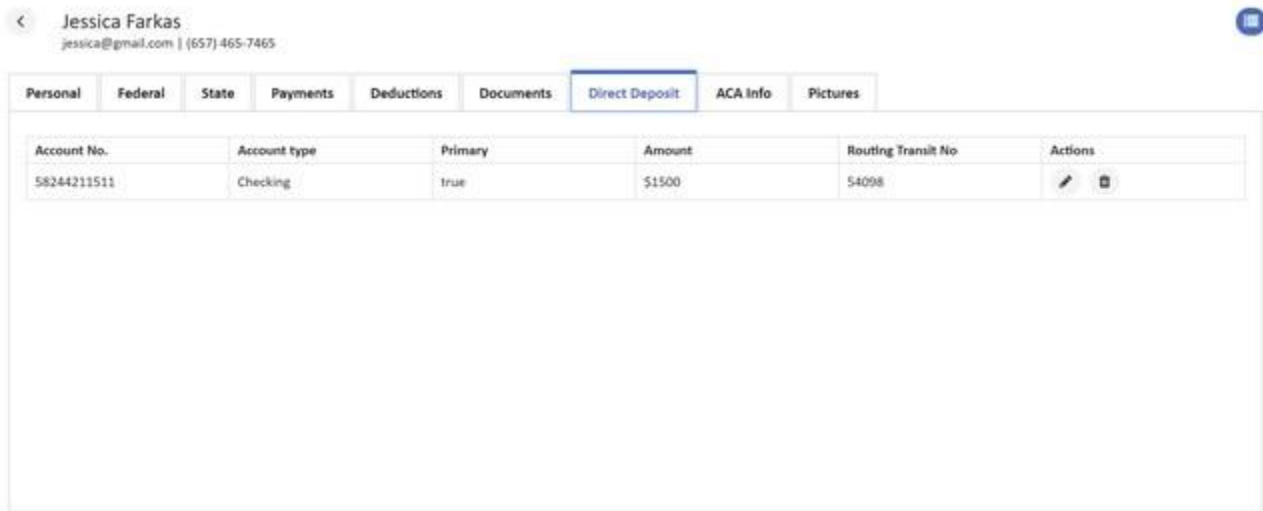 Jessica Farkas
jessica@gmail.com | (657) 465-7465
Personal Federal State Payments Deductions Documents Direct Deposit ACA Info Pictures
Account No. Account type Primary Amount Routing Transit No Actions
58244211511 Checking true $1500 54098